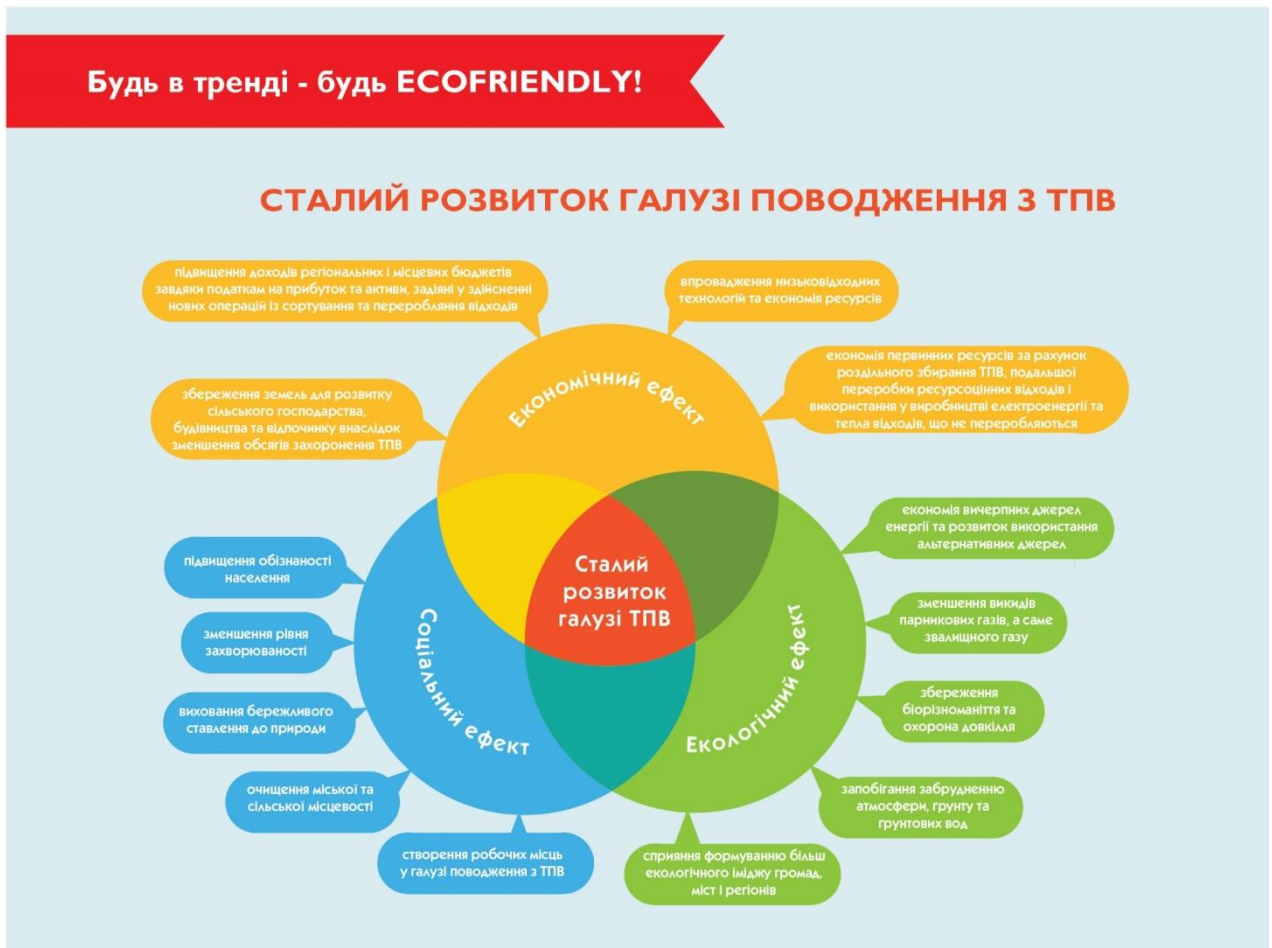 Будь в тренді - будь ECOFRIENDLY!
СТАЛИЙ РОЗВИТОК ГАЛУЗІ ПОВОДЖЕННЯ З ТПВ
підвищення доходів регіональних і місцевих бюджетів
завдяки податкам на прибуток та активи, задіяні у здійсненні
нових операцій із сортування та переробляння відходів
впровадження низьковідходних
технологій та економія ресурсів
збереження земель для розвитку
сільського господарства,
будівництва та відпочинку внаслідок
зменшення обсягів захоронення ТПВ
Економічний ефект
економія первинних ресурсів за рахунок
роздільного збирання ТПВ, подальшої
переробки ресурсоцінних відходів і
використання у виробництві електроенергії та
тепла відходів, що не переробляються
підвищення обізнаності
населення
зменшення рівня
захворюваності
виховання бережливого
ставлення до природи
очищення міської та
сільської місцевості
створення робочих місць
у галузі поводження з ТПВ
Соціальний ефект
Сталий
розвиток
галузі ТПВ
Екологічний ефект
економія вичерпних джерел
енергії та розвиток використання
альтернативних джерел
зменшення викидів
парникових газів, а саме
звалищного газу
збереження
біорізноманіття та
охорона довкілля
запобігання забрудненню
атмосфери, ґрунту та
ґрунтових вод
сприяння формуванню більш
екологічного іміджу громад,
міст і регіонів